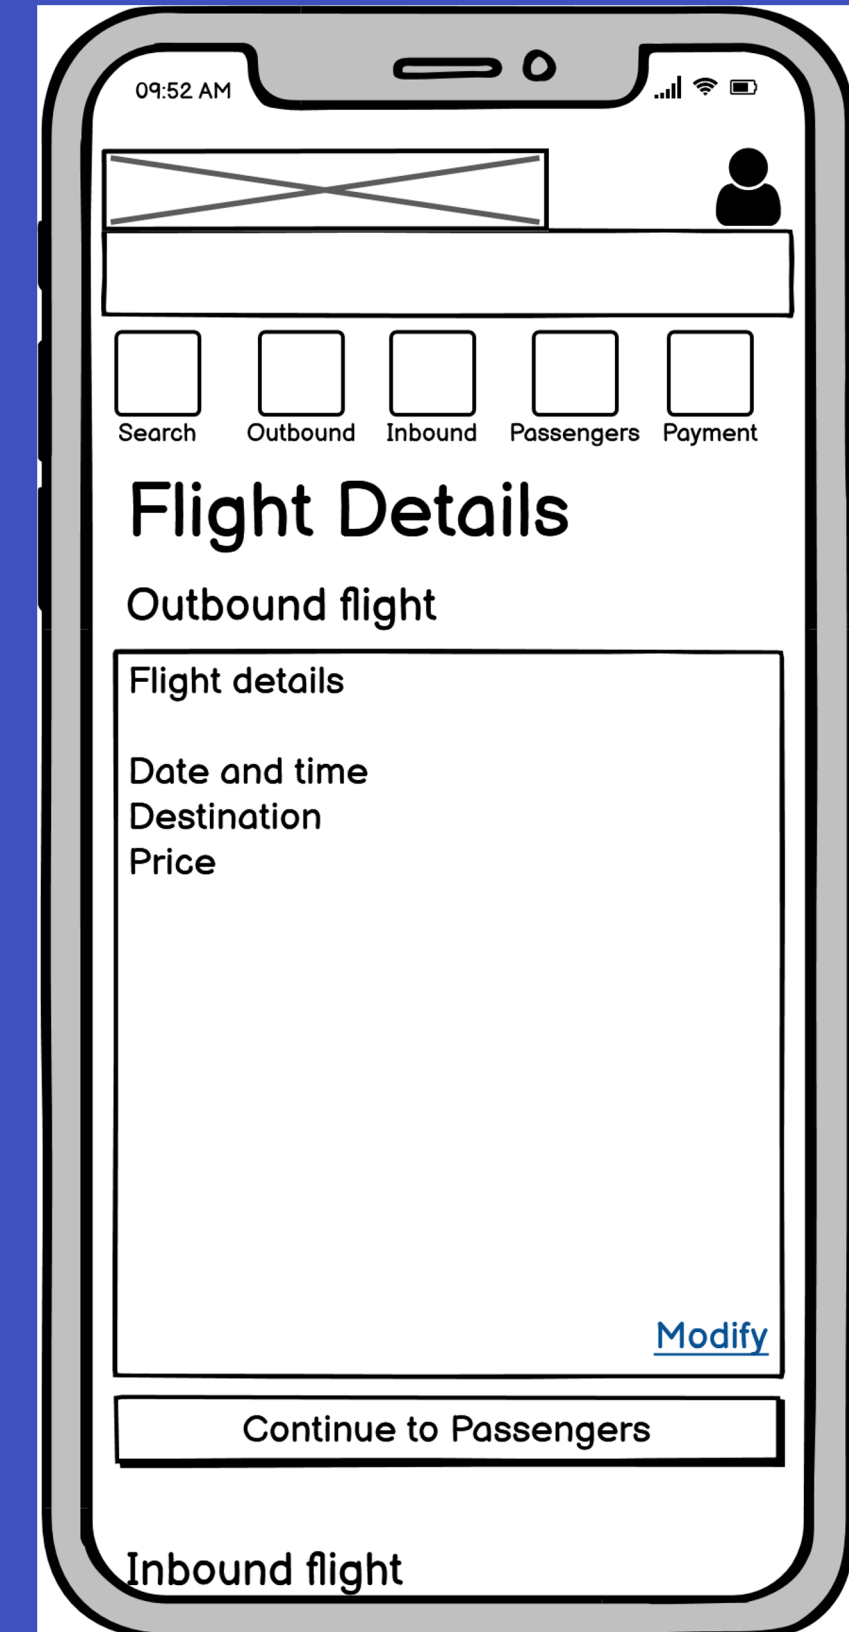 09:52 AM
Search Outbound Inbound Passengers Payment
Flight Details
Outbound flight
Flight details
Date and time
Destination
Price
Modify
Continue to Passengers
Inbound flight